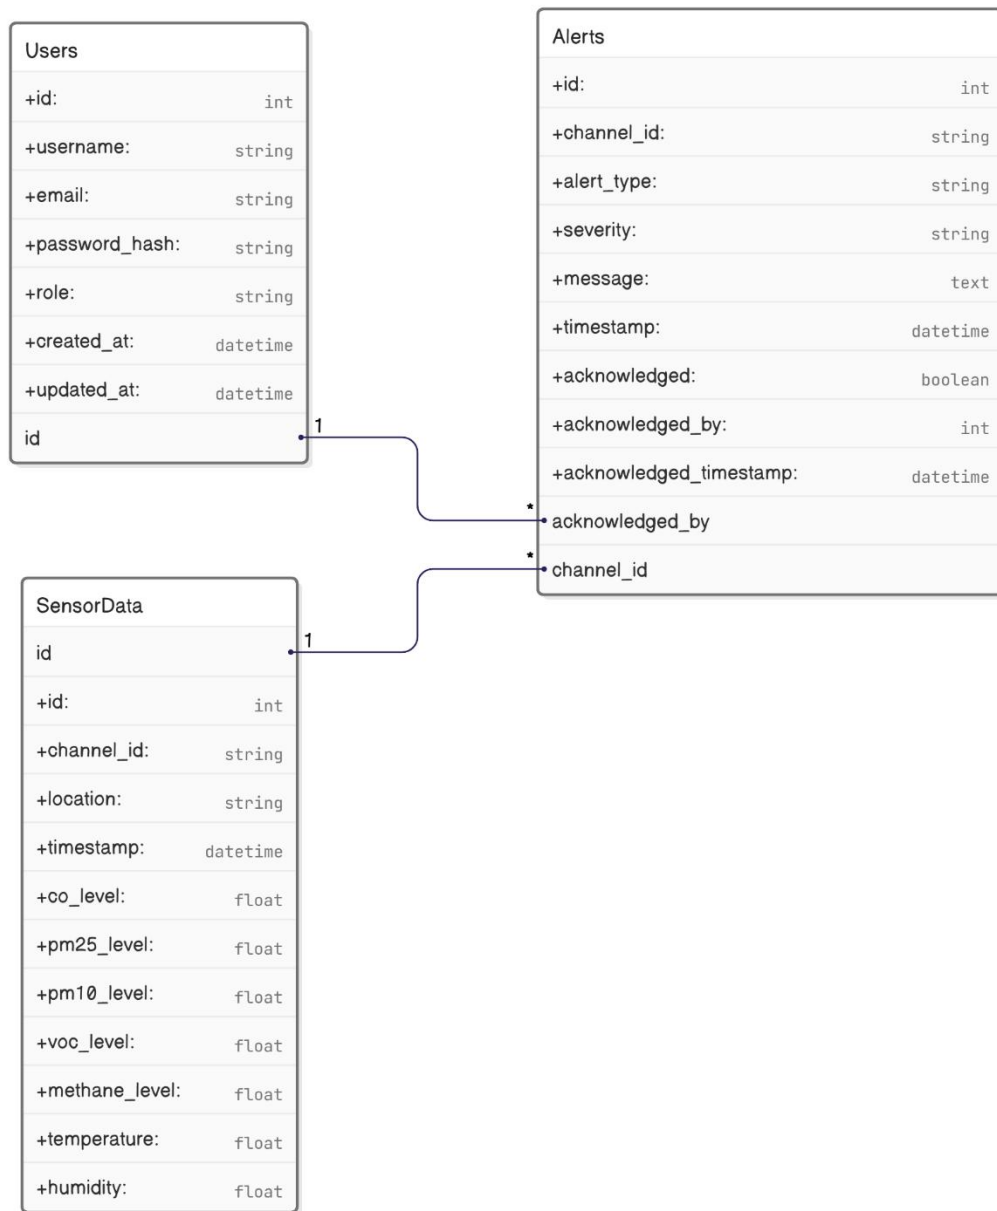 Users
+id: int
+username: string
+email: string
+password_hash: string
+role: string
+created_at: datetime
+updated_at: datetime
id
1
Alerts
+id: int
+channel_id: string
+alert_type: string
+severity: string
+message: text
+timestamp: datetime
+acknowledged: boolean
+acknowledged_by: int
+acknowledged_timestamp: datetime
* acknowledged_by
* channel_id
SensorData
id
1
+id: int
+channel_id: string
+location: string
+timestamp: datetime
+co_level: float
+pm25_level: float
+pm10_level: float
+voc_level: float
+methane_level: float
+temperature: float
+humidity: float